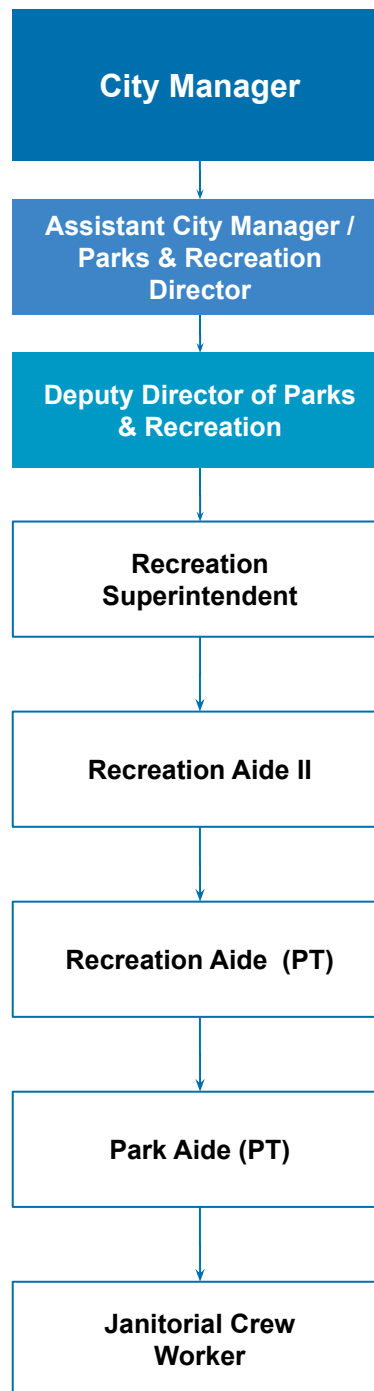 City Manager
Assistant City Manager /
Parks & Recreation
Director
Deputy Director of Parks
& Recreation
Recreation
Superintendent
Recreation Aide II
Recreation Aide  (PT)
Park Aide (PT)
Janitorial Crew
Worker